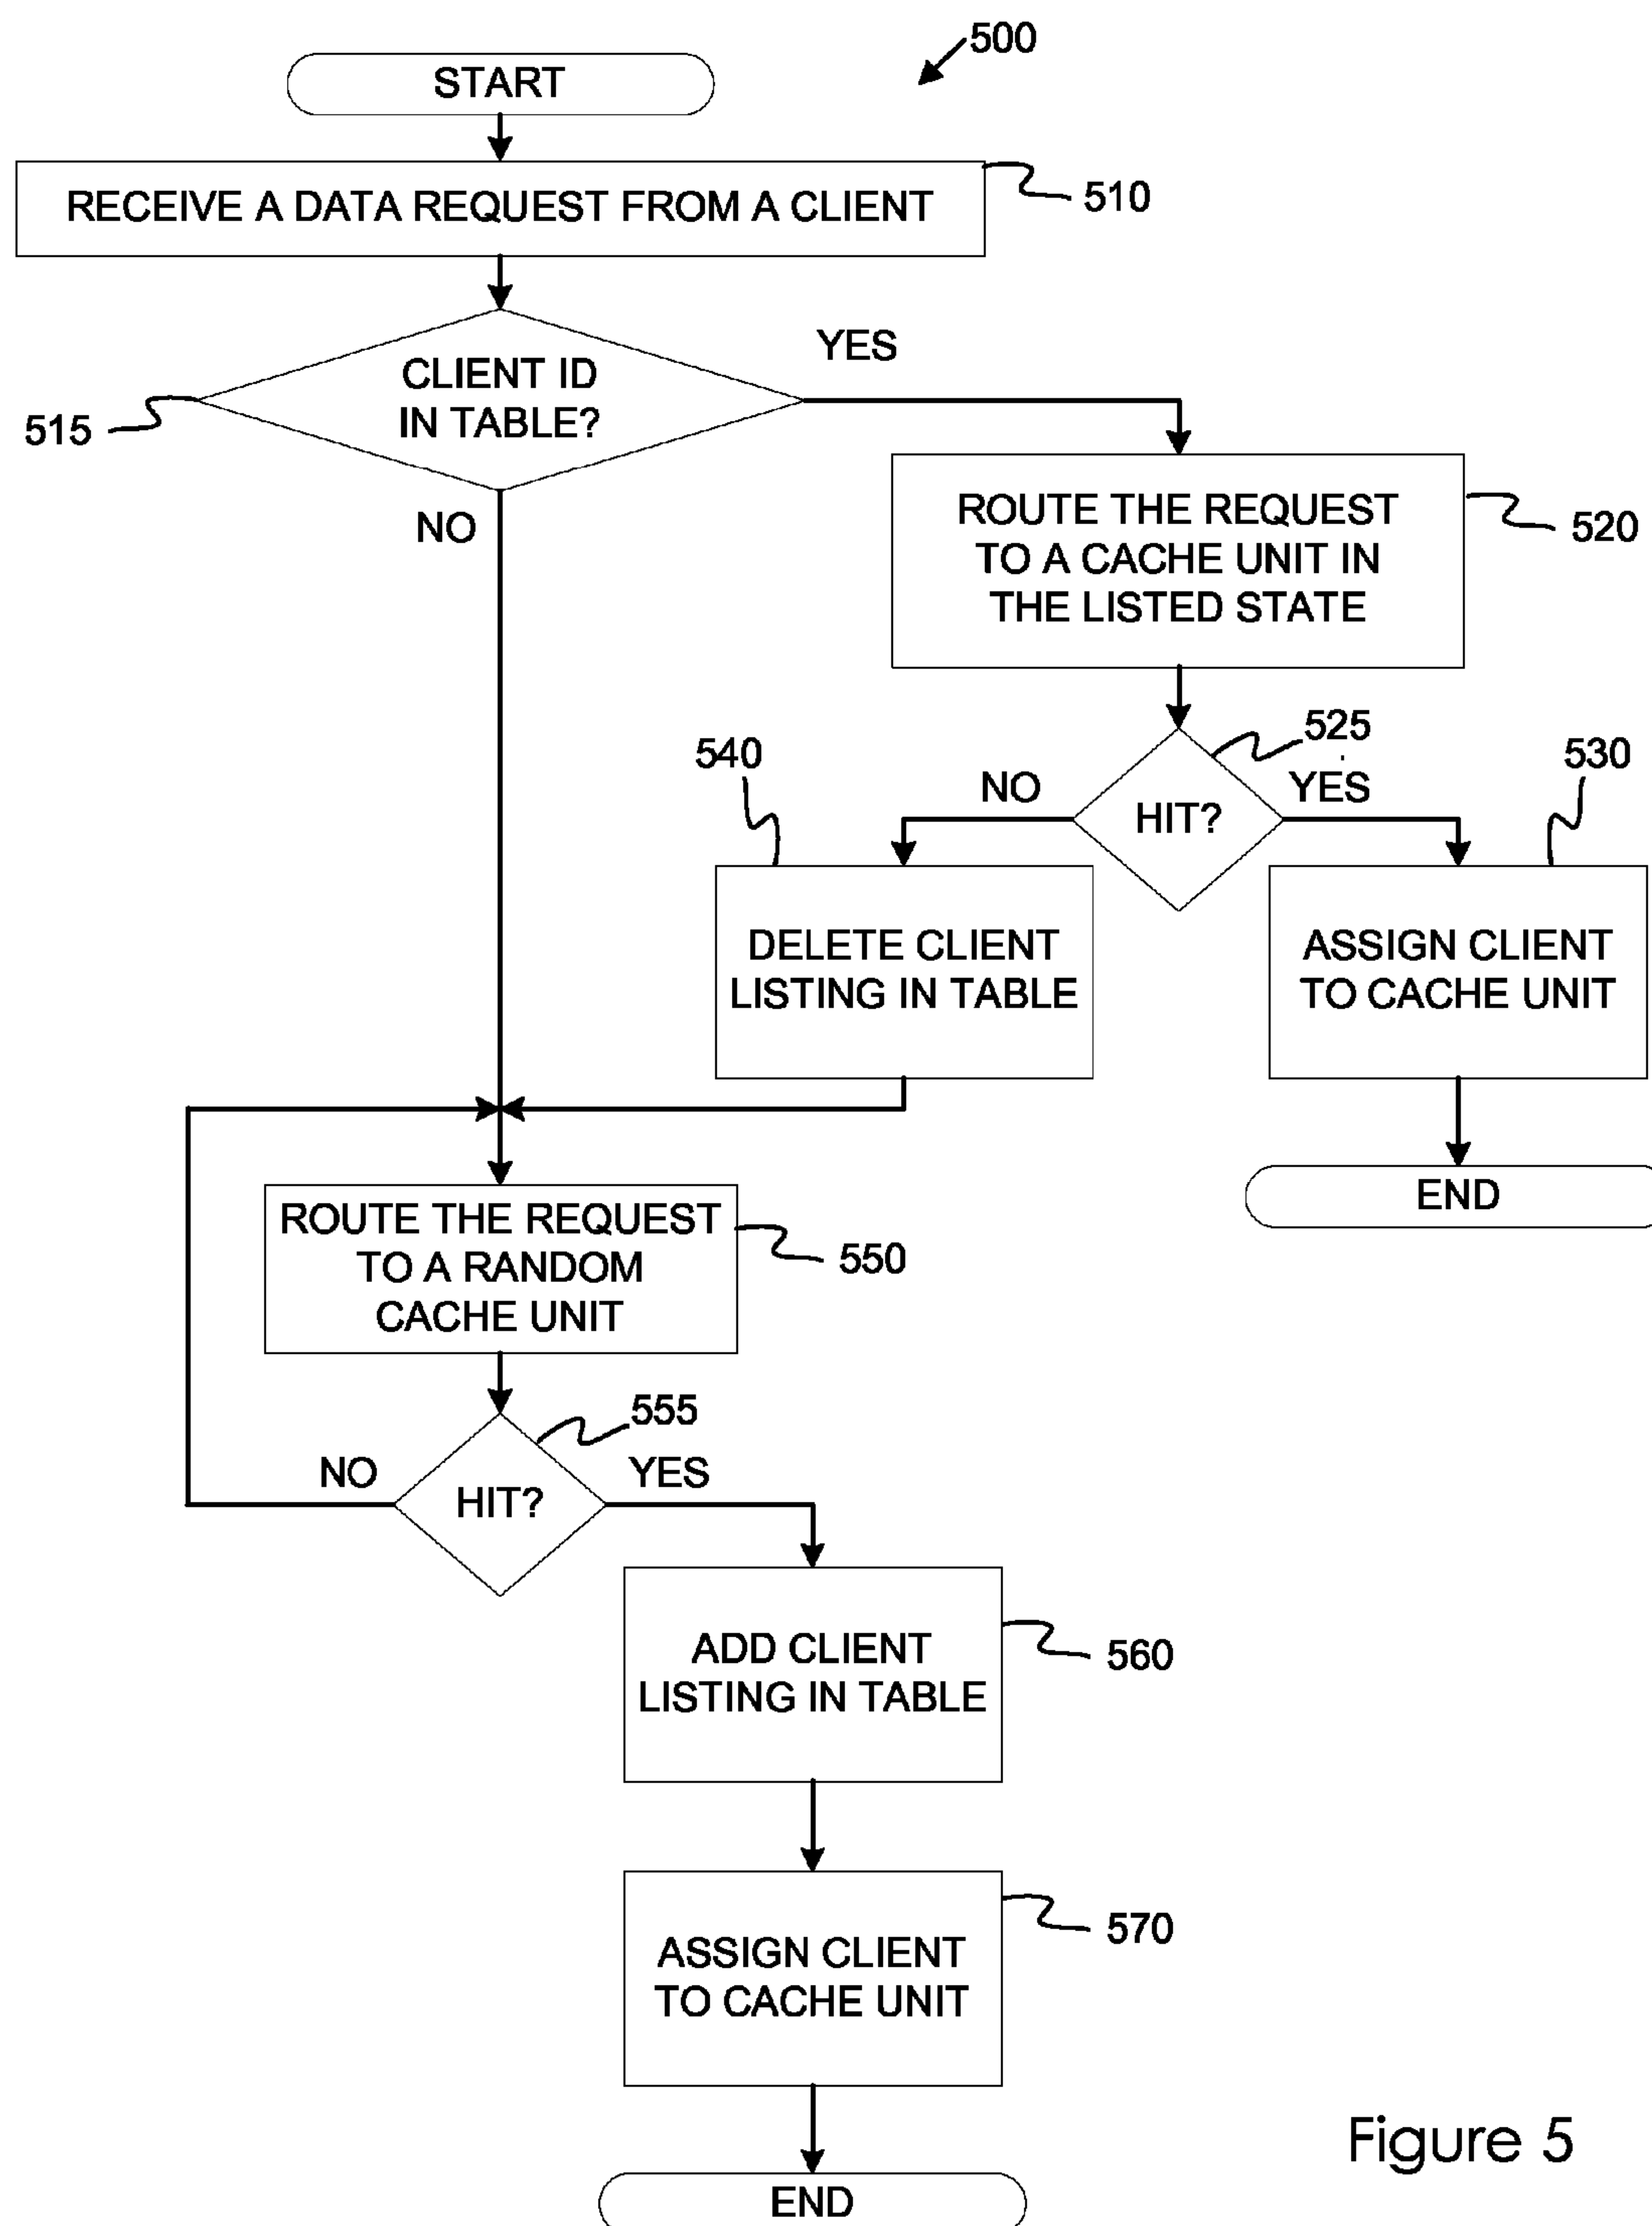 500
START
RECEIVE A DATA REQUEST FROM A CLIENT
510
CLIENT ID
IN TABLE?
515
YES
NO
ROUTE THE REQUEST
TO A CACHE UNIT IN
THE LISTED STATE
520
525
HIT?
NO
YES
540
530
DELETE CLIENT
LISTING IN TABLE
ASSIGN CLIENT
TO CACHE UNIT
END
ROUTE THE REQUEST
TO A RANDOM
CACHE UNIT
550
555
NO
YES
HIT?
ADD CLIENT
LISTING IN TABLE
560
ASSIGN CLIENT
TO CACHE UNIT
570
END
Figure 5